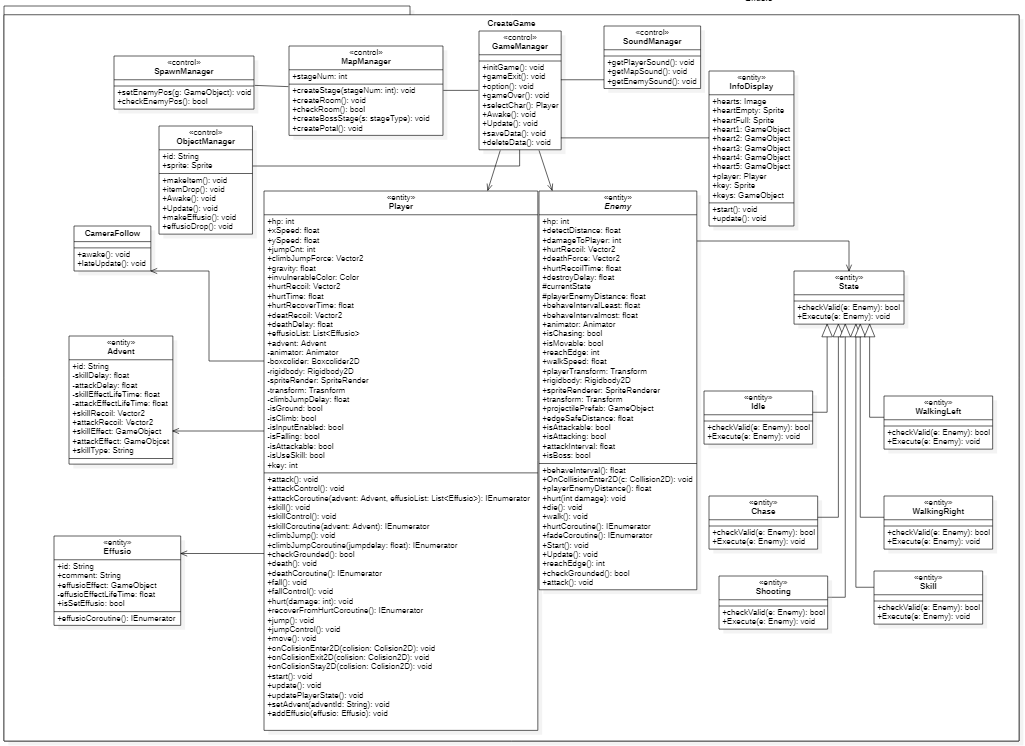 CreateGame
«control»
SpawnManager
+setEnemyPos(g: GameObject): void
+checkEnemyPos(): bool
«control»
MapManager
+stageNum: int
+createStage(stageNum: int): void
+createRoom(): void
+checkRoom(): bool
+createBossStage(s: stageType): void
+createPotal(): void
«control»
GameManager
+initGame(): void
+gameExit(): void
+option(): void
+gameOver(): void
+selectChar(): Player
+Awake(): void
+Update(): void
+saveData(): void
+deleteData(): void
«control»
SoundManager
+getPlayerSound(): void
+getMapSound(): void
+getEnemySound(): void
«entity»
InfoDisplay
+hearts: Image
+heartEmpty: Sprite
+heartFull: Sprite
+heart1: GameObject
+heart2: GameObject
+heart3: GameObject
+heart4: GameObject
+heart5: GameObject
+player: Player
+key: Sprite
+keys: GameObject
+start(): void
+update(): void
«control»
ObjectManager
+id: String
+sprite: Sprite
+makeItem(): void
+itemDrop(): void
+Awake(): void
+Update(): void
+makeEffusio(): void
+effusioDrop(): void
CameraFollow
+awake(): void
+lateUpdate(): void
«entity»
Advent
+id: String
-skillDelay: float
-attackDelay: float
-skillEffectLifeTime: float
-attackEffectLifeTime: float
+skillRecoil: Vector2
+attackRecoil: Vector2
+skillEffect: GameObject
+attackEffect: GameObjcet
+skillType: String
«entity»
Effusio
+id: String
+comment: String
+effusioEffect: GameObject
-effusioEffectLifeTime: float
+isSetEffusio: bool
+effusioCoroutine(): IEnumerator
«entity»
Player
+hp: int
+xSpeed: float
+ySpeed: float
+jumpCnt: int
+climbJumpForce: Vector2
+gravity: float
+invulnerableColor: Color
+hurtRecoil: Vector2
+hurtTime: float
+hurtRecoverTime: float
+deatRecoil: Vector2
+deathDelay: float
+effusioList: List<Effusio>
+advent: Advent
-animator: Animator
-boxcolider: Boxcolider2D
-rigidbody: Rigidbody2D
-spriteRender: SpriteRender
-transform: Trasnform
-climbJumpDelay: float
-isGround: bool
-isClimb: bool
-isInputEnabled: bool
-isFalling: bool
-isAttackable: bool
-isUseSkill: bool
+key: int
+attack(): void
+attackControl(): void
+attackCoroutine(advent: Advent, effusioList: List<Effusio>): IEnumerator
+skill(): void
+skillControl(): void
+skillCoroutine(advent: Advent): IEnumerator
+climbJump(): void
+climbJumpCoroutine(jumpdelay: float): IEnumerator
+checkGrounded(): bool
+death(): void
+deathCoroutine(): IEnumerator
+fall(): void
+fallControl(): void
+hurt(damage: int): void
+recoverFromHurtCoroutine(): IEnumerator
+jump(): void
+jumpControl(): void
+move(): void
+onColisionEnter2D(colision: Colision2D): void
+onColisionExit2D(colision: Colision2D): void
+onColisionStay2D(colision: Colision2D): void
+start(): void
+update(): void
+updatePlayerState(): void
+setAdvent(adventId: String): void
+addEffusio(effusio: Effusio): void
«entity»
Enemy
+hp: int
+detectDistance: float
+damageToPlayer: int
+hurtRecoil: Vector2
+deathForce: Vector2
+hurtRecoilTime: float
+destroyDelay: float
#currentState
#playerEnemyDistance: float
+behaveIntervalLeast: float
+behaveIntervalmost: float
+animator: Animator
+isChasing: bool
+isMovable: bool
+reachEdge: int
+walkSpeed: float
+playerTransform: Transform
+rigidbody: Rigidbody2D
+spriteRenderer: SpriteRenderer
+transform: Transform
+projectilePrefab: GameObject
+edgeSafeDistance: float
+isAttackable: bool
+isAttacking: bool
+attackInterval: float
+isBoss: bool
+behaveInterval(): float
+OnCollisionEnter2D(c: Collision2D): void
+playerEnemyDistance(): float
+hurt(int damage): void
+die(): void
+walk(): void
+hurtCoroutine(): IEnumerator
+fadeCoroutine(): IEnumerator
+Start(): void
+Update(): void
+reachEdge(): int
+checkGrounded(): bool
+attack(): void
«entity»
State
+checkValid(e: Enemy): bool
+Execute(e: Enemy): void
«entity»
Idle
+checkValid(e: Enemy): bool
+Execute(e: Enemy): void
«entity»
WalkingLeft
+checkValid(e: Enemy): bool
+Execute(e: Enemy): void
«entity»
Chase
+checkValid(e: Enemy): bool
+Execute(e: Enemy): void
«entity»
WalkingRight
+checkValid(e: Enemy): bool
+Execute(e: Enemy): void
«entity»
Shooting
+checkValid(e: Enemy): bool
+Execute(e: Enemy): void
«entity»
Skill
+checkValid(e: Enemy): bool
+Execute(e: Enemy): void